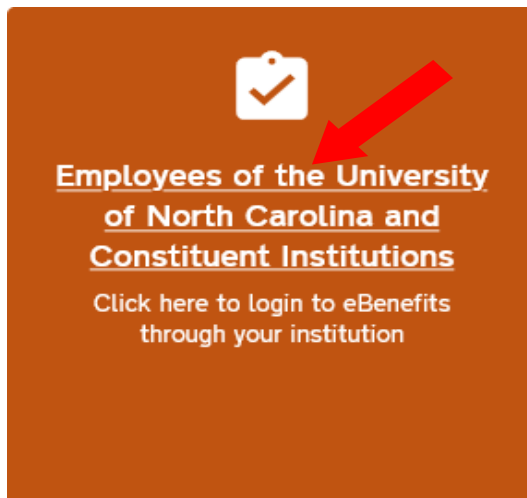 Employees of the University
of North Carolina and
Constituent Institutions
Click here to login to eBenefits
through your institution